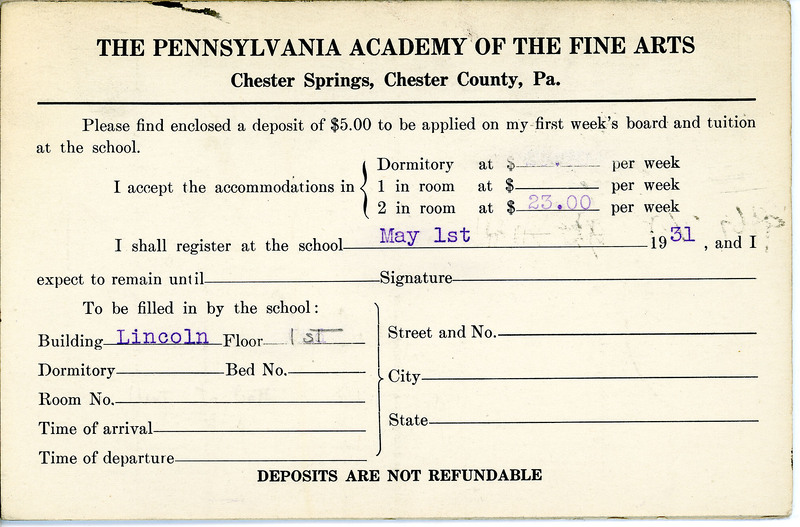 THE PENNSYLVANIA ACADEMY OF THE FINE ARTS
Chester Springs, Chester County, Pa.
Please find enclosed a deposit of $5.00 to be applied on my first week's board and tuition
at the school.
I accept the accommodations in
Dormitory at $ per week
1 in room at $ per week
2 in room at $ 23.00 per week
I shall register at the school May 1st 1931, and I
expect to remain until Signature
To be filled in by the school:
Building Lincoln Floor 1ST
Dormitory Bed No.
Room No.
Time of arrival
Time of departure
Street and No.
City
State
DEPOSITS ARE NOT REFUNDABLE